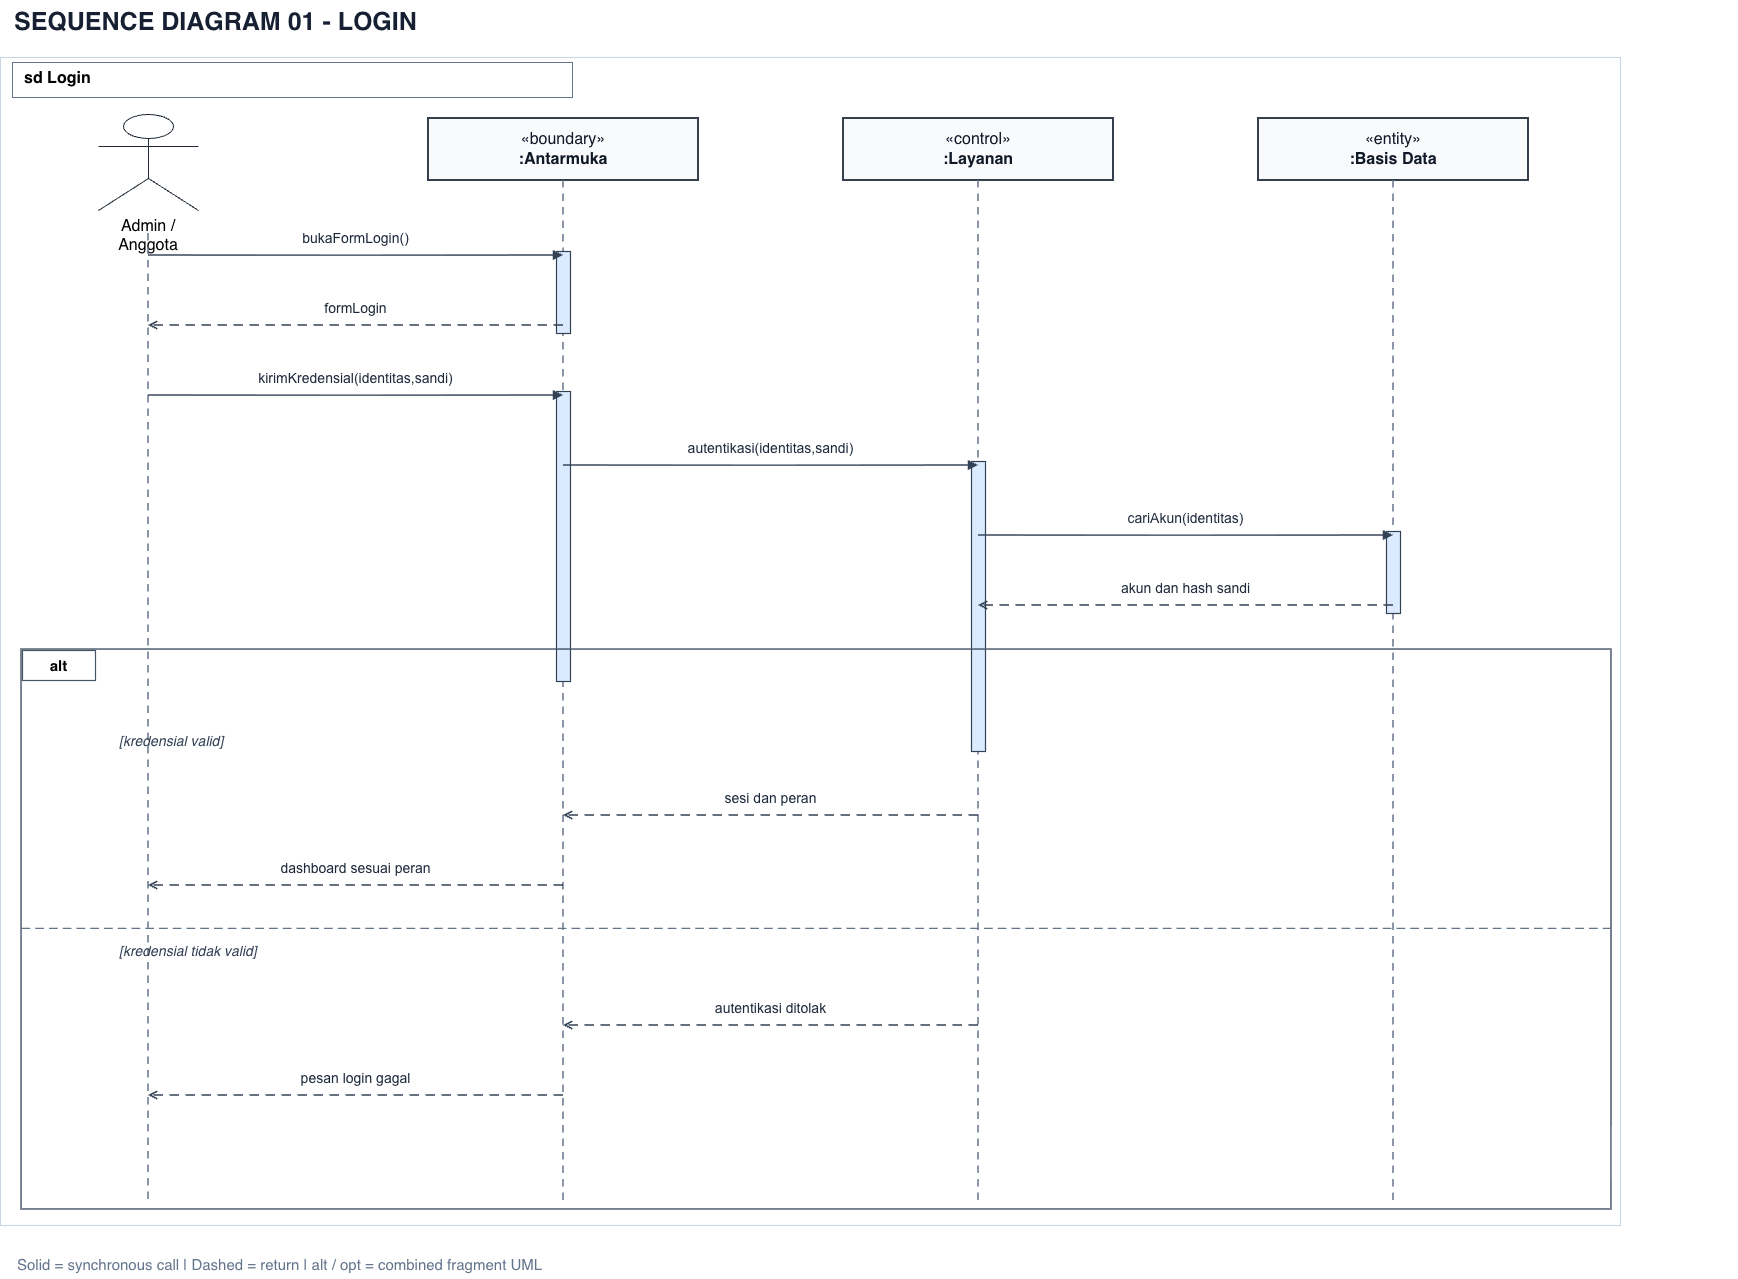 SEQUENCE DIAGRAM 01 - LOGIN
sd Login
«boundary»
:Antarmuka
«control»
:Layanan
«entity»
:Basis Data
Admin /
Anggota
bukaFormLogin()
formLogin
kirimKredensial(identitas,sandi)
autentikasi(identitas,sandi)
cariAkun(identitas)
akun dan hash sandi
alt
[kredensial valid]
sesi dan peran
dashboard sesuai peran
[kredensial tidak valid]
autentikasi ditolak
pesan login gagal
Solid = synchronous call | Dashed = return | alt / opt = combined fragment UML